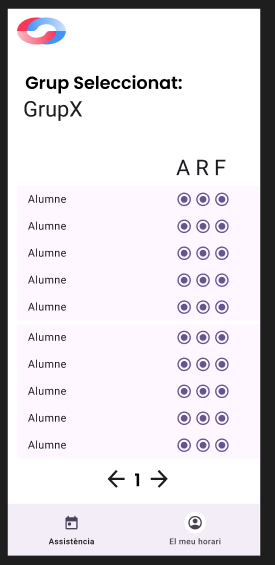 Grup Seleccionat:
GrupX
A R F
Alumne
Alumne
Alumne
Alumne
Alumne
Alumne
Alumne
Alumne
Alumne
Alumne
1
Assistència
El meu horari